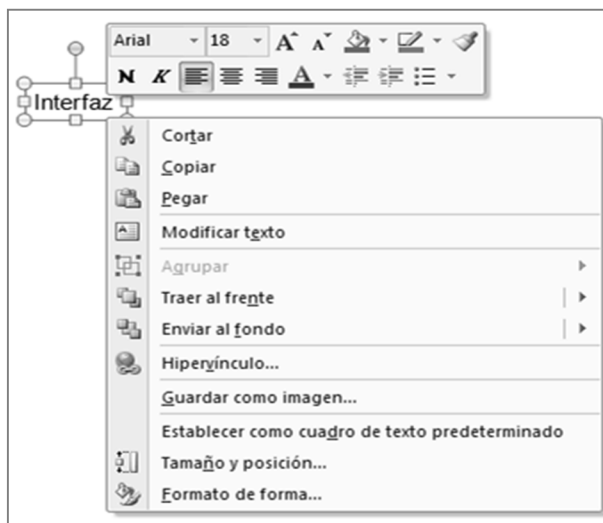 Arial 18 A A
N K A
Interfaz
Cortar
Copiar
Pegar
Modificar texto
Agrupar
Traer al frente
Enviar al fondo
Hipervínculo...
Guardar como imagen...
Establecer como cuadro de texto predeterminado
Tamaño y posición...
Formato de forma...